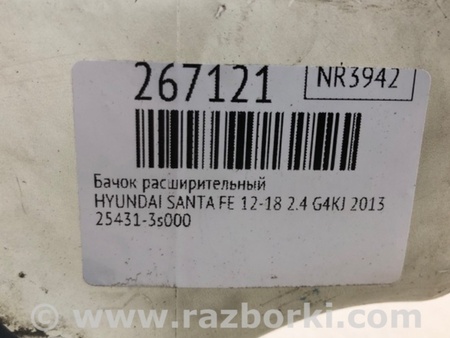 267121
NR3942
Бачок расширительный
HYUNDAI SANTA FE 12-18 2.4 G4KJ 2013
25431-3s000
© www.razborki.com